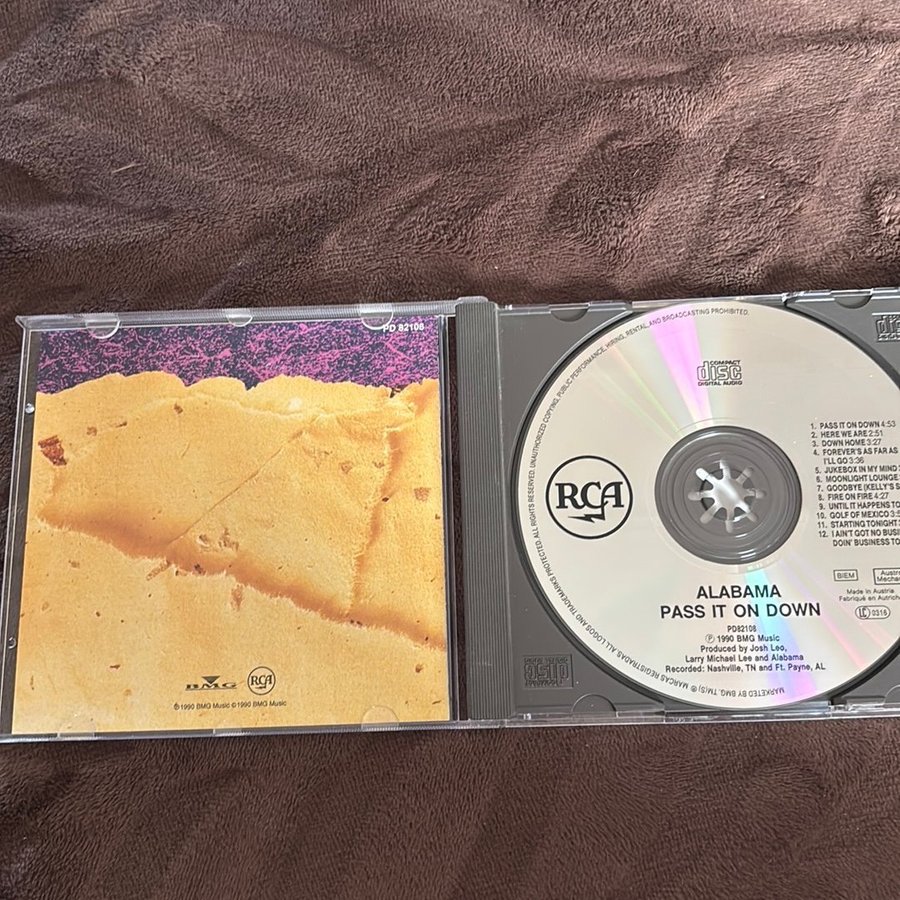 PD 82108
BMG
RCA
℗1990 BMG Music ©1990 BMG Music
ALL RIGHTS RESERVED. UNAUTHORIZED COPYING, PUBLIC PERFORMANCE, HIRING, RENTAL AND BROADCASTING PROHIBITED.
COMPACT
disc
DIGITAL AUDIO
RCA
1. PASS IT ON DOWN 4:53
2. HERE WE ARE 2:51
3. DOWN HOME 3:27
4. FOREVER'S AS FAR AS
I'LL GO 3:36
5. JUKEBOX IN MY MIND
6. MOONLIGHT LOUNGE
7. GOODBYE (KELLY'S S
8. FIRE ON FIRE 4:27
9. UNTIL IT HAPPENS TO
10. GOLF OF MEXICO 3:5
11. STARTING TONIGHT
12. I AIN'T GOT NO BUSI
DOIN' BUSINESS TO
BIEM
Austro
Mecha
Made in Austria
Fabriqué en Autrich
LC 0316
ALABAMA
PASS IT ON DOWN
PD82108
℗ 1990 BMG Music
Produced by Josh Leo,
Larry Michael Lee and Alabama
Recorded: Nashville, TN and Ft. Payne, AL
MARKETED BY BMG. TM(S) ® MARCAS REGISTRADAS. ALL LOGOS AND TRADEMARKS PROTECTED.